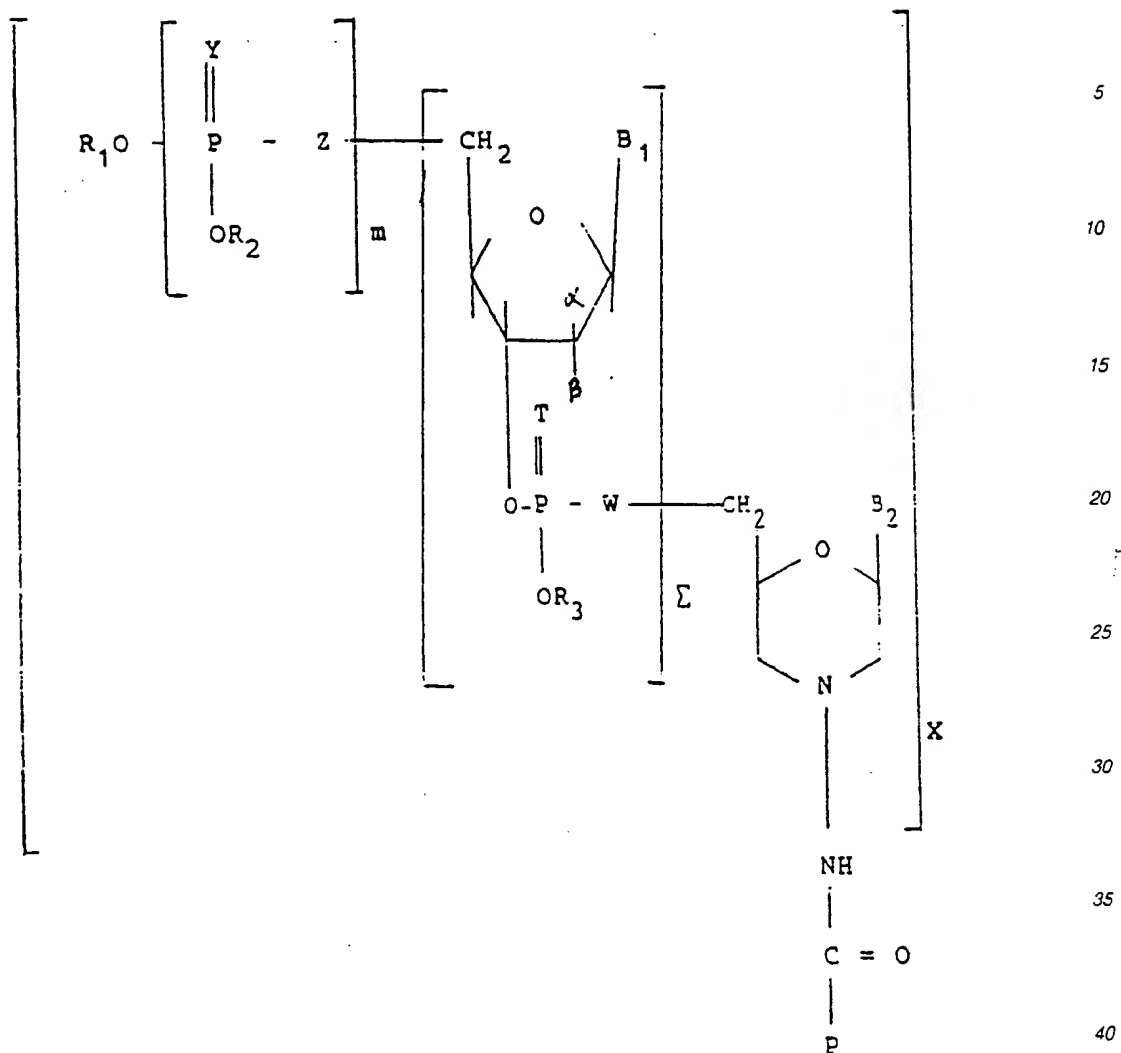 Y
5
R1O - P - Z CH2 B1
O
OR2 m
10
α
15
β
T
O-P - W CH2 B2
20
O
OR3 Σ
25
N
X
30
NH
35
C = O
P
40